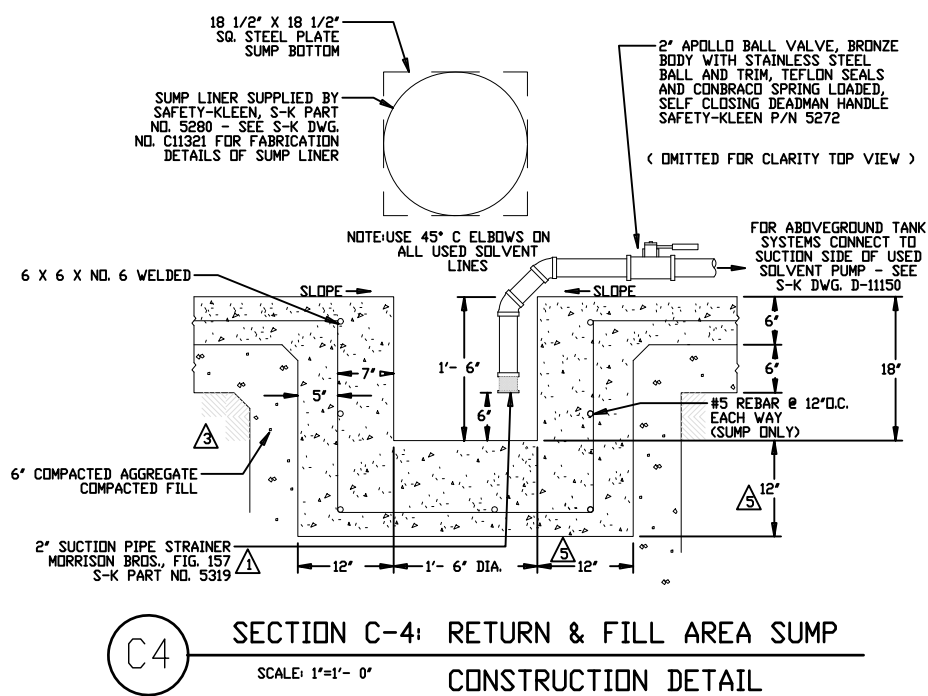 18 1/2" X 18 1/2"
SQ. STEEL PLATE
SUMP BOTTOM
SUMP LINER SUPPLIED BY
SAFETY-KLEEN, S-K PART
NO. 5280 - SEE S-K DWG.
NO. C11321 FOR FABRICATION
DETAILS OF SUMP LINER
2" APOLLO BALL VALVE, BRONZE
BODY WITH STAINLESS STEEL
BALL AND TRIM, TEFLON SEALS
AND CONBRACO SPRING LOADED,
SELF CLOSING DEADMAN HANDLE
SAFETY-KLEEN P/N 5272
( OMITTED FOR CLARITY TOP VIEW )
NOTE:USE 45° C ELBOWS ON
ALL USED SOLVENT
LINES
FOR ABOVEGROUND TANK
SYSTEMS CONNECT TO
SUCTION SIDE OF USED
SOLVENT PUMP - SEE
S-K DWG. D-11150
6 X 6 X NO. 6 WELDED
SLOPE
SLOPE
6"
1'- 6"
6"
18"
7"
5"
6"
#5 REBAR @ 12"O.C.
EACH WAY
(SUMP ONLY)
3
6" COMPACTED AGGREGATE
COMPACTED FILL
5
12"
2" SUCTION PIPE STRAINER
MORRISON BROS., FIG. 157
S-K PART NO. 5319
1
5
12"
1'- 6" DIA.
12"
C4
SECTION C-4: RETURN & FILL AREA SUMP
SCALE: 1"=1'- 0"
CONSTRUCTION DETAIL